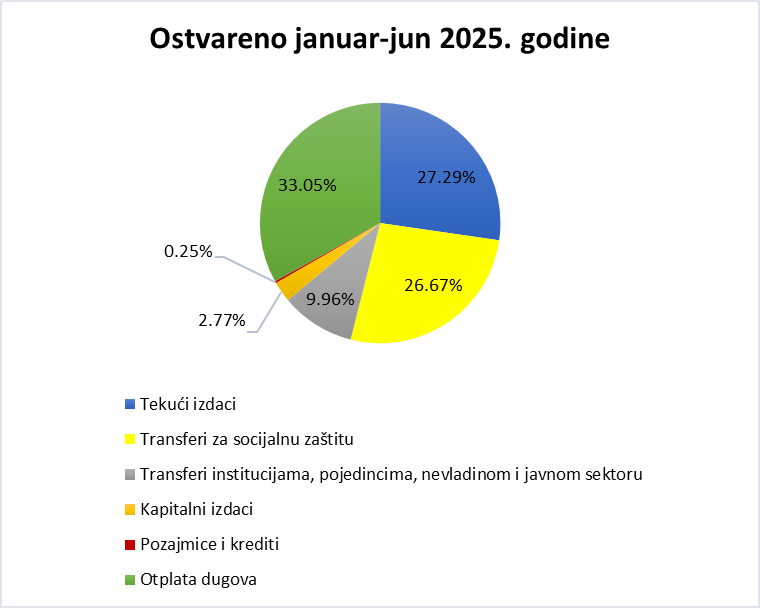 Ostvareno januar-jun 2025. godine
33.05%
27.29%
0.25%
26.67%
9.96%
2.77%
Tekući izdaci
Transferi za socijalnu zaštitu
Transferi institucijama, pojedincima, nevladinom i javnom sektoru
Kapitalni izdaci
Pozajmice i krediti
Otplata dugova